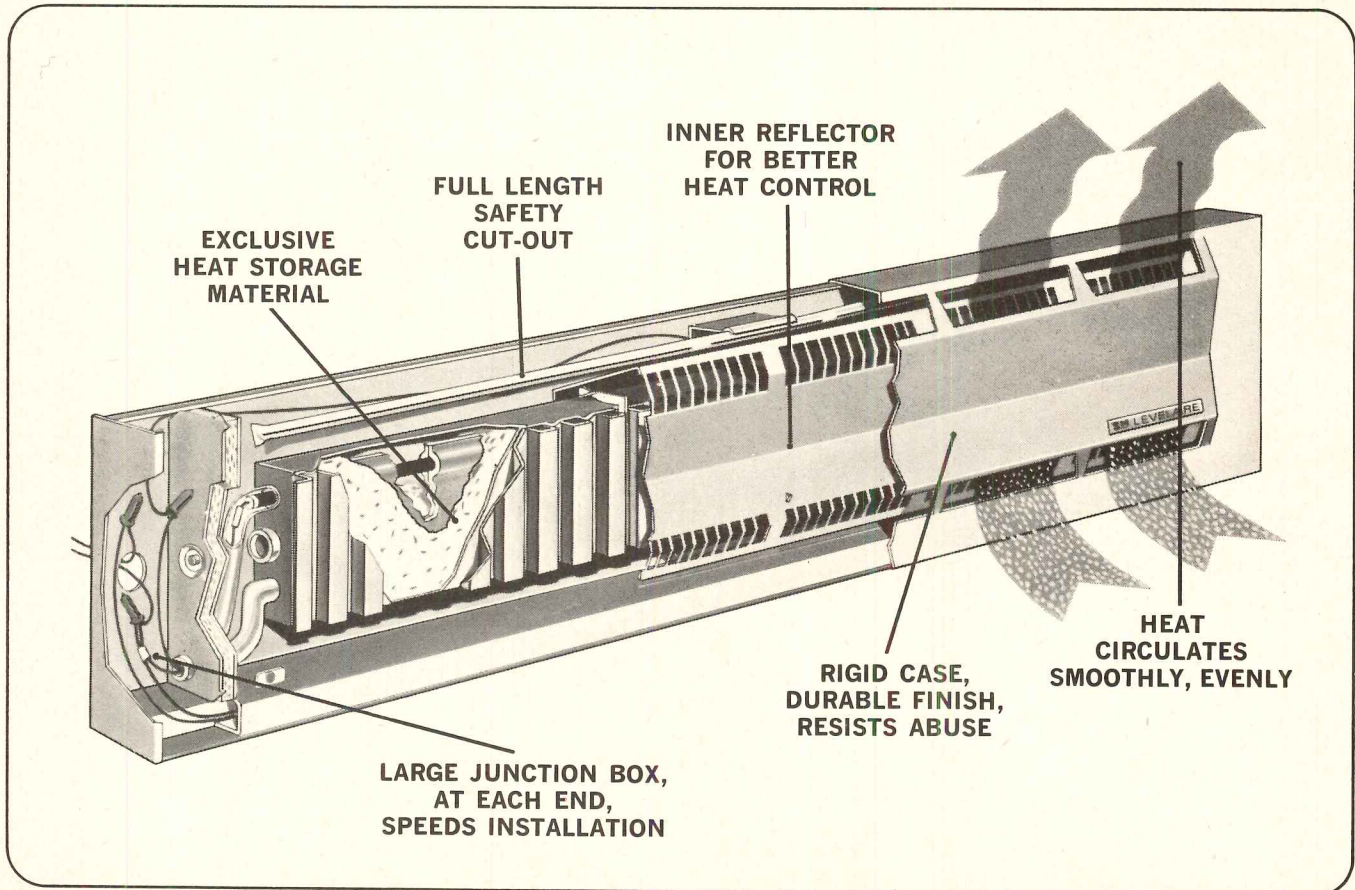 INNER REFLECTOR
FOR BETTER
HEAT CONTROL
FULL LENGTH
SAFETY
CUT-OUT
EXCLUSIVE
HEAT STORAGE
MATERIAL
LEVELAIRE
HEAT
CIRCULATES
SMOOTHLY, EVENLY
RIGID CASE,
DURABLE FINISH,
RESISTS ABUSE
LARGE JUNCTION BOX,
AT EACH END,
SPEEDS INSTALLATION